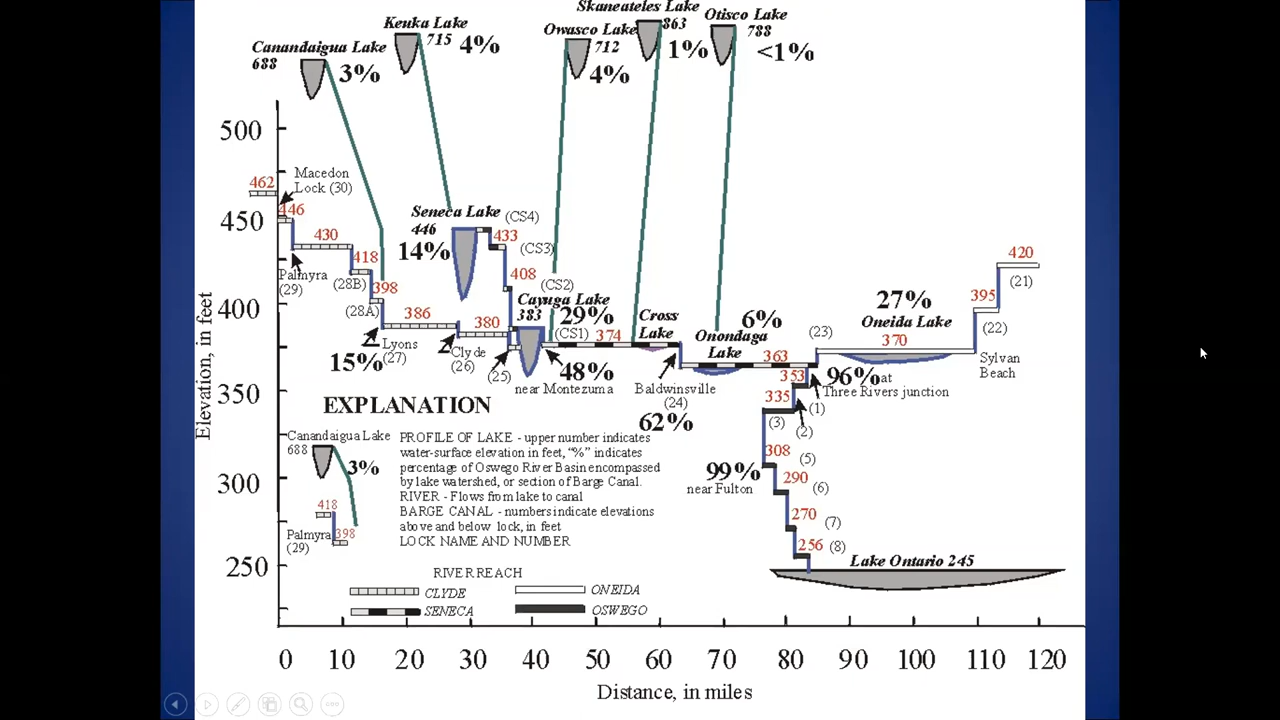 Skaneateles Lake
863
1%
Otisco Lake
788
<1%
Keuka Lake
715 4%
Owasco Lake
712
4%
Canandaigua Lake
688
3%
500
450
400
350
300
250
Elevation, in feet
462
Macedon
Lock (30)
446
430
Palmyra
(29)
418
(28B)
398
(28A)
386
Lyons
(27)
15%
Seneca Lake
446
14%
(CS4)
433
(CS3)
408
(CS2)
380
Clyde
(26)
(25)
Cayuga Lake
383
29%
(CS1)
374
48%
near Montezuma
Cross
Lake
Baldwinsville
(24)
62%
Onondaga
Lake
6%
363
(23)
27%
Oneida Lake
370
420
(21)
395
(22)
Sylvan
Beach
96% at
Three Rivers junction
353
(1)
335
(2)
(3)
99%
near Fulton
308
(5)
290
(6)
270
(7)
256
(8)
Lake Ontario 245
EXPLANATION
Canandaigua Lake
688
3%
418
Palmyra
(29)
398
PROFILE OF LAKE - upper number indicates
water-surface elevation in feet, "%" indicates
percentage of Oswego River Basin encompassed
by lake watershed, or section of Barge Canal.
RIVER - Flows from lake to canal
BARGE CANAL - numbers indicate elevations
above and below lock, in feet
LOCK NAME AND NUMBER
RIVER REACH
CLYDE
ONEIDA
SENECA
OSWEGO
0 10 20 30 40 50 60 70 80 90 100 110 120
Distance, in miles